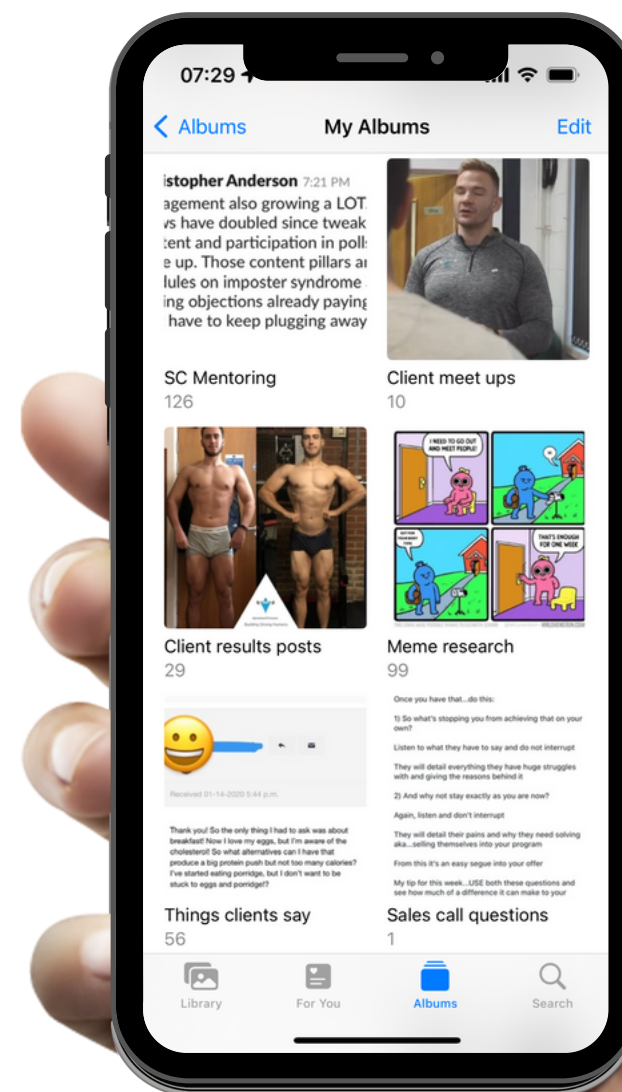 07:29
Albums
My Albums
Edit
istopher Anderson 7:21 PM
agement also growing a LOT.
vs have doubled since tweak
tent and participation in poll
e up. Those content pillars ar
lules on imposter syndrome
ing objections already paying
have to keep plugging away
SC Mentoring
126
Client meet ups
10
I NEED TO GO OUT
AND MEET PEOPLE!
HI
THAT'S ENOUGH
FOR ONE WEEK
Client results posts
29
Meme research
99
Received 01-14-2020 5:44 p.m.
Thank you! So the only thing I had to ask was about
breakfast! Now I love my eggs, but I'm aware of the
cholesterol! So what alternatives can I have that
produce a big protein push but not too many calories?
I've started eating porridge, but I don't want to be
stuck to eggs and porridge!?
Things clients say
56
Once you have that...do this:
1) So what's stopping you from achieving that on your
own?
Listen to what they have to say and do not interrupt
They will detail everything they have huge struggles
with and giving the reasons behind it
2) And why not stay exactly as you are now?
Again, listen and don't interrupt
They will detail their pains and why they need solving
aka...selling themselves into your program
From this it's an easy segue into your offer
My tip for this week...USE both these questions and
see how much of a difference it can make to your
Sales call questions
1
Library
For You
Albums
Search